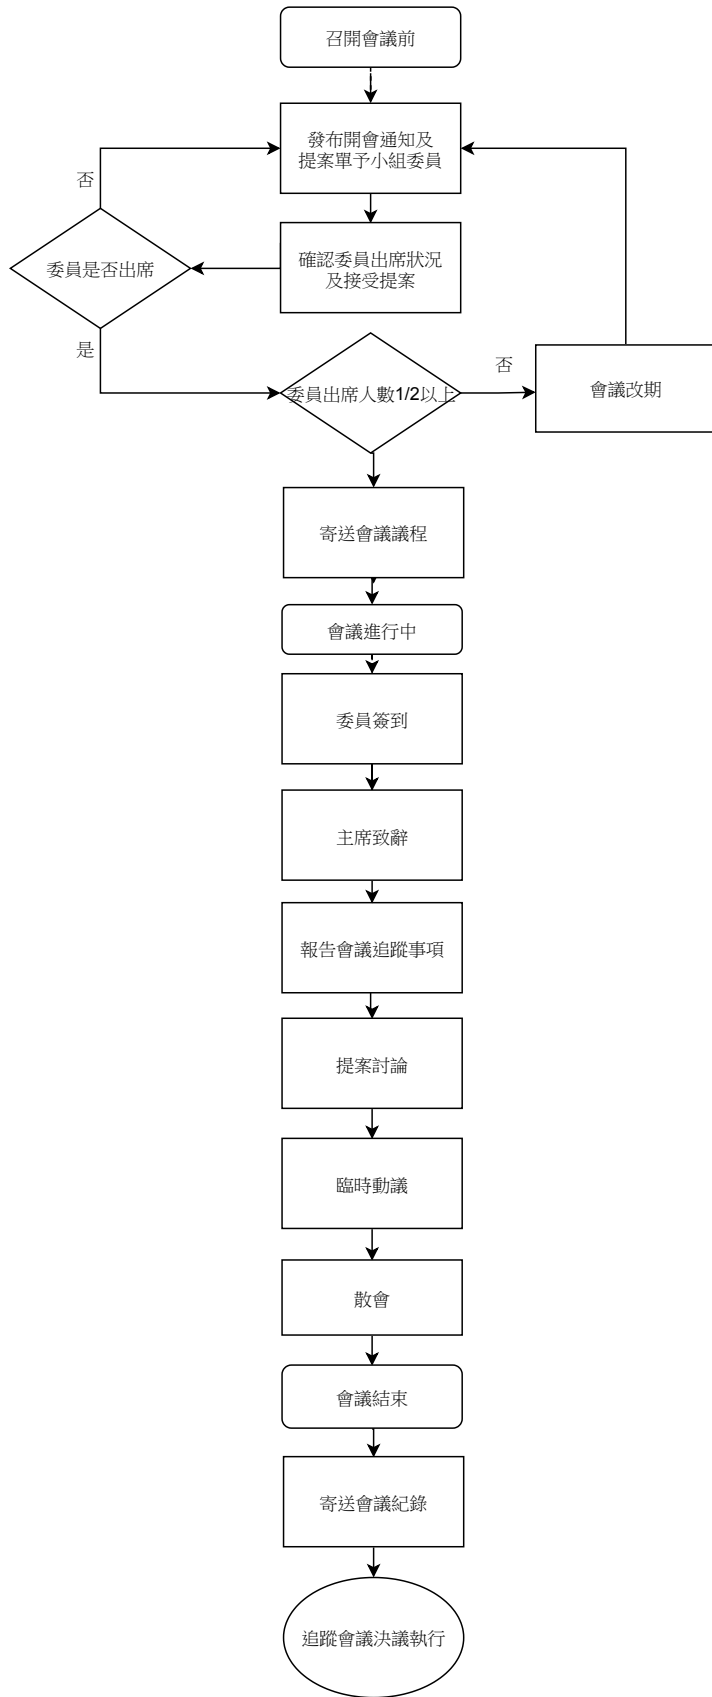 召開會議前
發布開會通知及
提案單予小組委員
否
委員是否出席
確認委員出席狀況
及接受提案
是
委員出席人數1/2以上
否
會議改期
寄送會議議程
會議進行中
委員簽到
主席致辭
報告會議追蹤事項
提案討論
臨時動議
散會
會議結束
寄送會議紀錄
追蹤會議決議執行